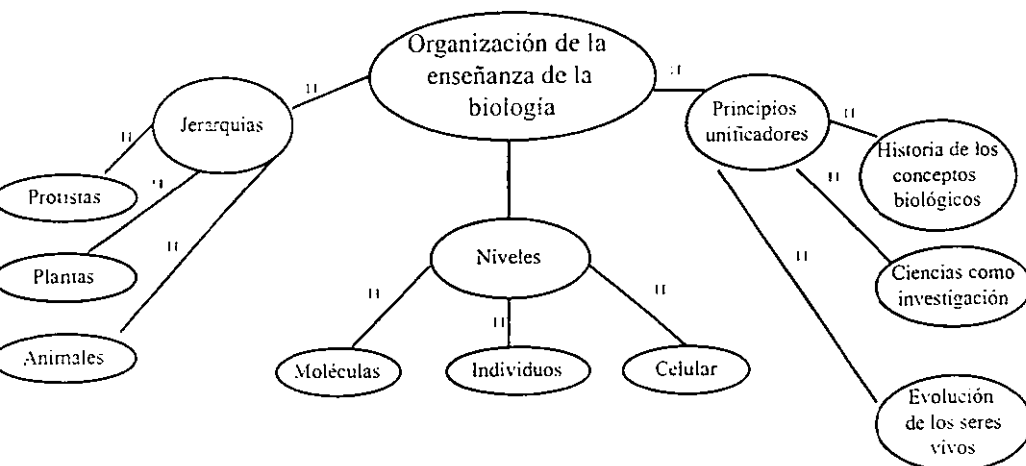 Organización de la
enseñanza de la
biología
Jerarquias
Protistas
Plantas
Animales
Niveles
Moléculas
Individuos
Celular
Principios
unificadores
Historia de los
conceptos
biológicos
Ciencias como
investigación
Evolución
de los seres
vivos